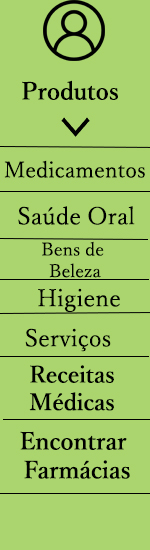 Produtos
Medicamentos
Saúde Oral
Bens de
Beleza
Higiene
Serviços
Receitas
Médicas
Encontrar
Farmácias